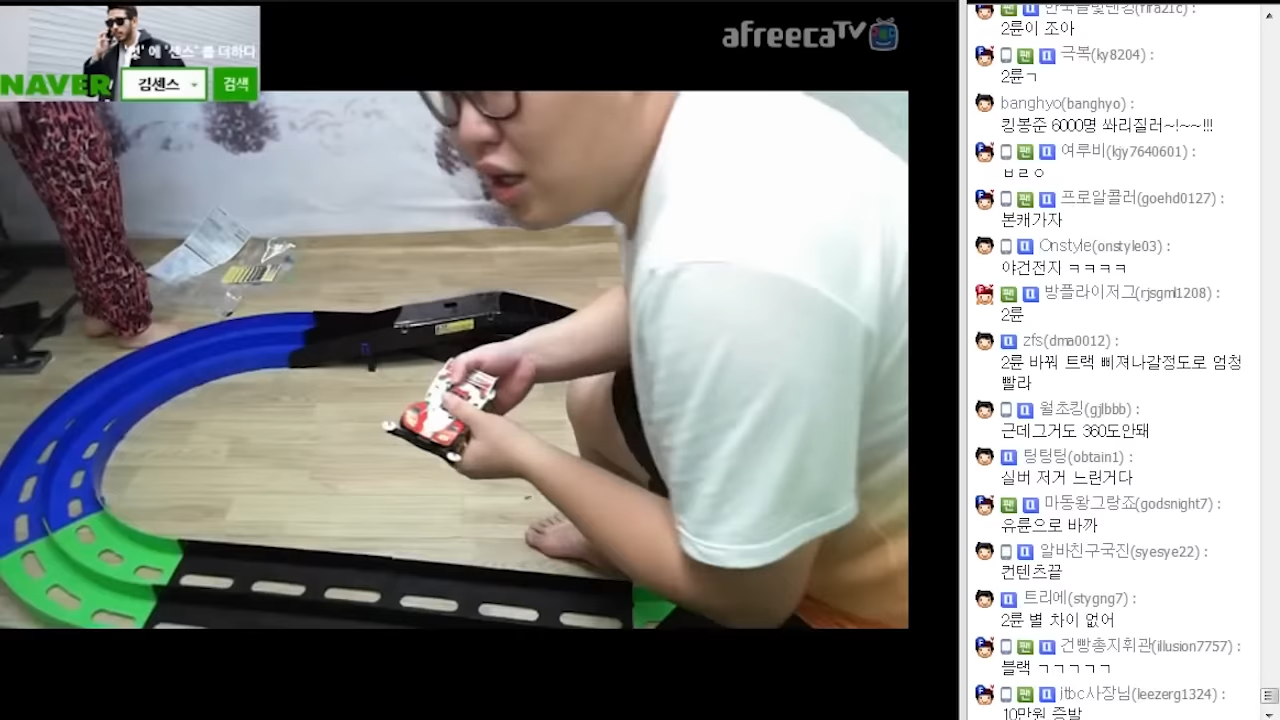 '멋' 에 '센스' 를 더하다
NAVER 김센스 검색
afreecaTV
2륜이 조아
극복(ky8204) :
2륜ㄱ
banghyo(banghyo) :
킹봉준 6000명 쏴리질러~!~~!!!
여루비(kjy7640601) :
ㅂㄹㅇ
프로알콜러(goehd0127) :
본캐가자
Onstyle(onstyle03) :
야건전지 ㅋㅋㅋㅋ
방플라이저그(rjsgml1208) :
2륜
zfs(dma0012) :
2륜 바꿔 트랙 삐져나갈정도로 엄청
빨라
월초킹(gjlbbb) :
근데그거도 360도안돼
텅텅텅(obtain1) :
실버 저거 느린거다
마동왕그랑죠(godsnight7) :
유륜으로 바까
알바친구국진(syesye22) :
컨텐츠끝
트리에(stygng7) :
2륜 별 차이 없어
건빵총지휘관(illusion7757) :
블랙 ㄱㄱㄱㄱㄱ
jtbc사장님(leezerg1324) :
10만원 증발